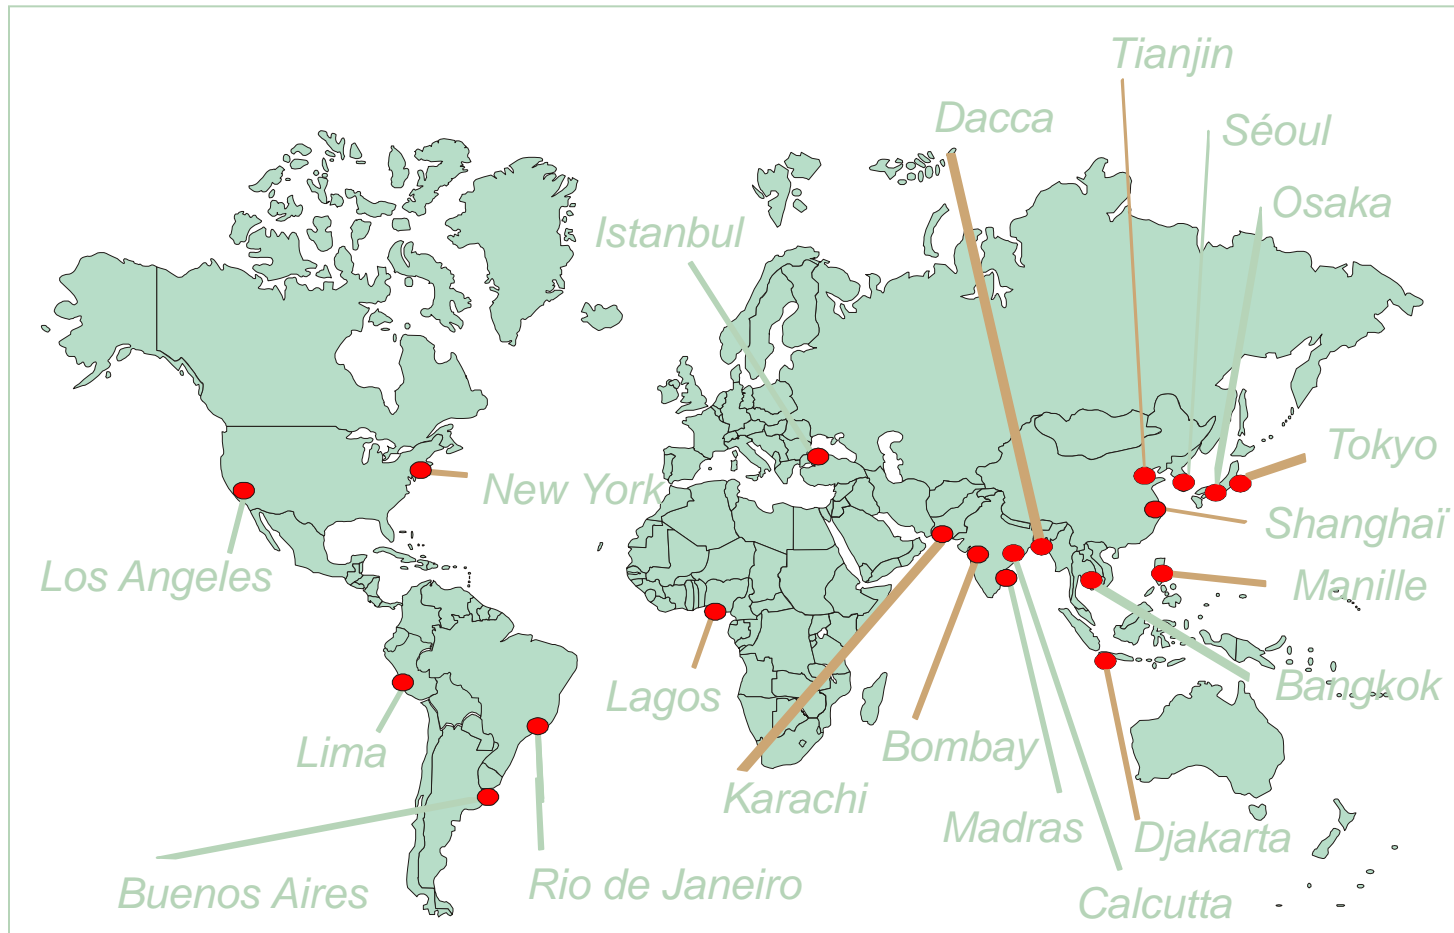 Tianjin
Dacca
Séoul
Osaka
Istanbul
Tokyo
New York
Shanghaï
Los Angeles
Manille
Lagos
Bangkok
Lima
Bombay
Karachi
Madras
Djakarta
Buenos Aires
Rio de Janeiro
Calcutta